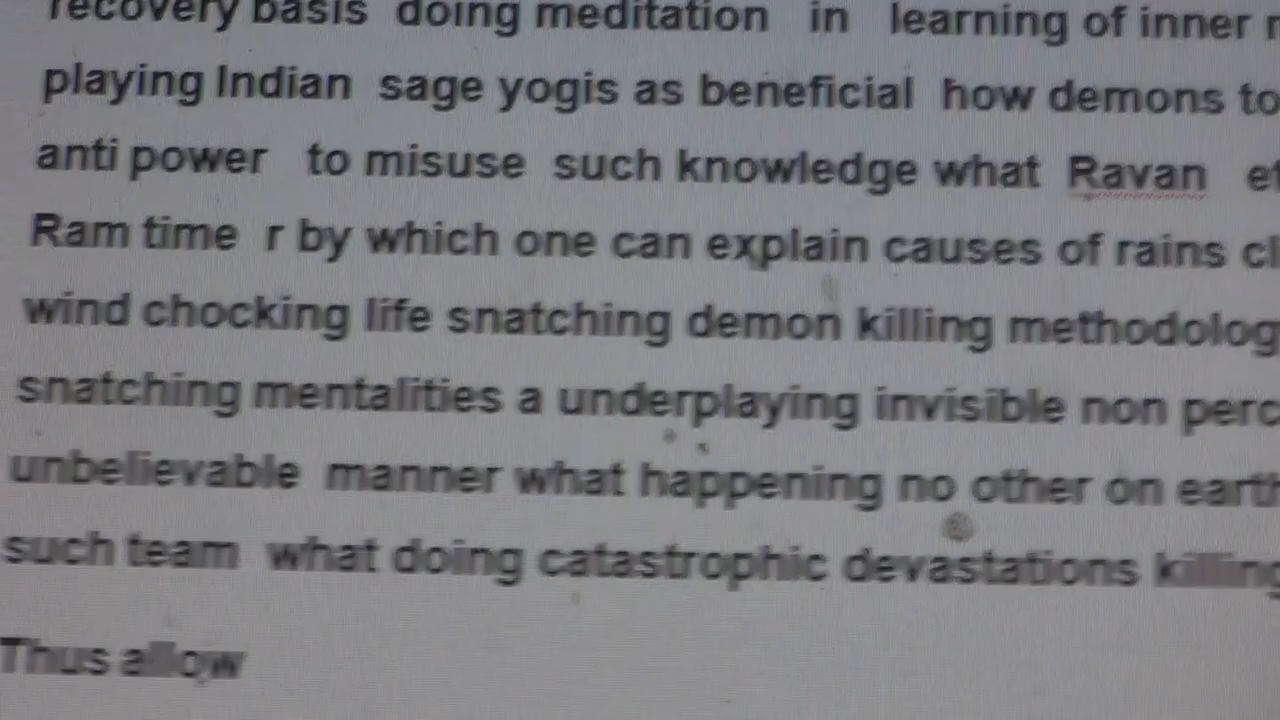 recovery basis doing meditation in learning of inner
playing Indian sage yogis as beneficial how demons to
anti power to misuse such knowledge what Ravan
Ram time r by which one can explain causes of rains
wind chocking life snatching demon killing methodolog
snatching mentalities a underplaying invisible non perc
unbelievable manner what happening no other on earth
such team what doing catastrophic devastations killing
Thus allow